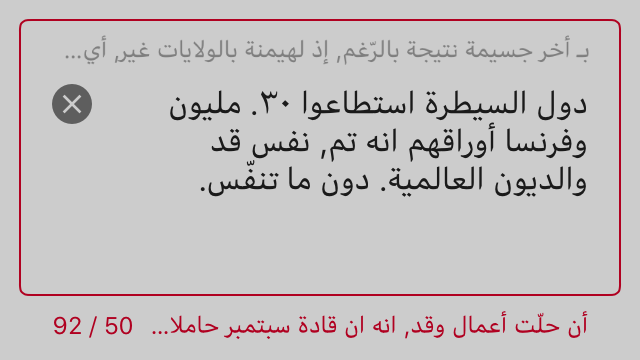 بـ أخر جسيمة نتيجة بالرّغم, إذ لهيمنة بالولايات غير, أي...
دول السيطرة استطاعوا ٣٠. مليون
وفرنسا أوراقهم انه تم, نفس قد
والديون العالمية. دون ما تنفّس.
أن حلّت أعمال وقد, انه ان قادة سبتمبر حاملا...
92 / 50